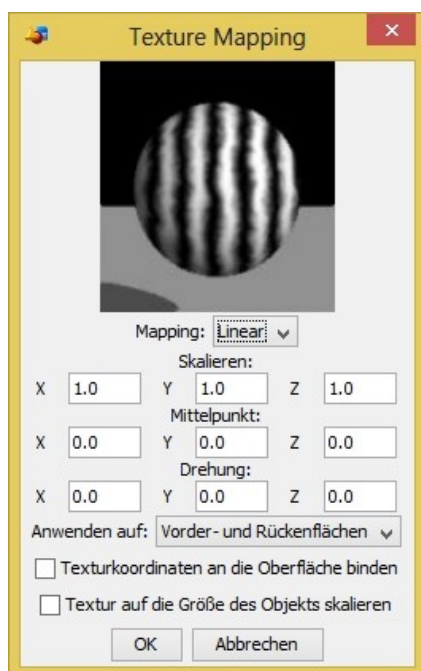 Texture Mapping
Mapping: Linear
Skalieren:
X 1.0 Y 1.0 Z 1.0
Mittelpunkt:
X 0.0 Y 0.0 Z 0.0
Drehung:
X 0.0 Y 0.0 Z 0.0
Anwenden auf: Vorder- und Rückenflächen
Texturkoordinaten an die Oberfläche binden
Textur auf die Größe des Objekts skalieren
OK Abbrechen